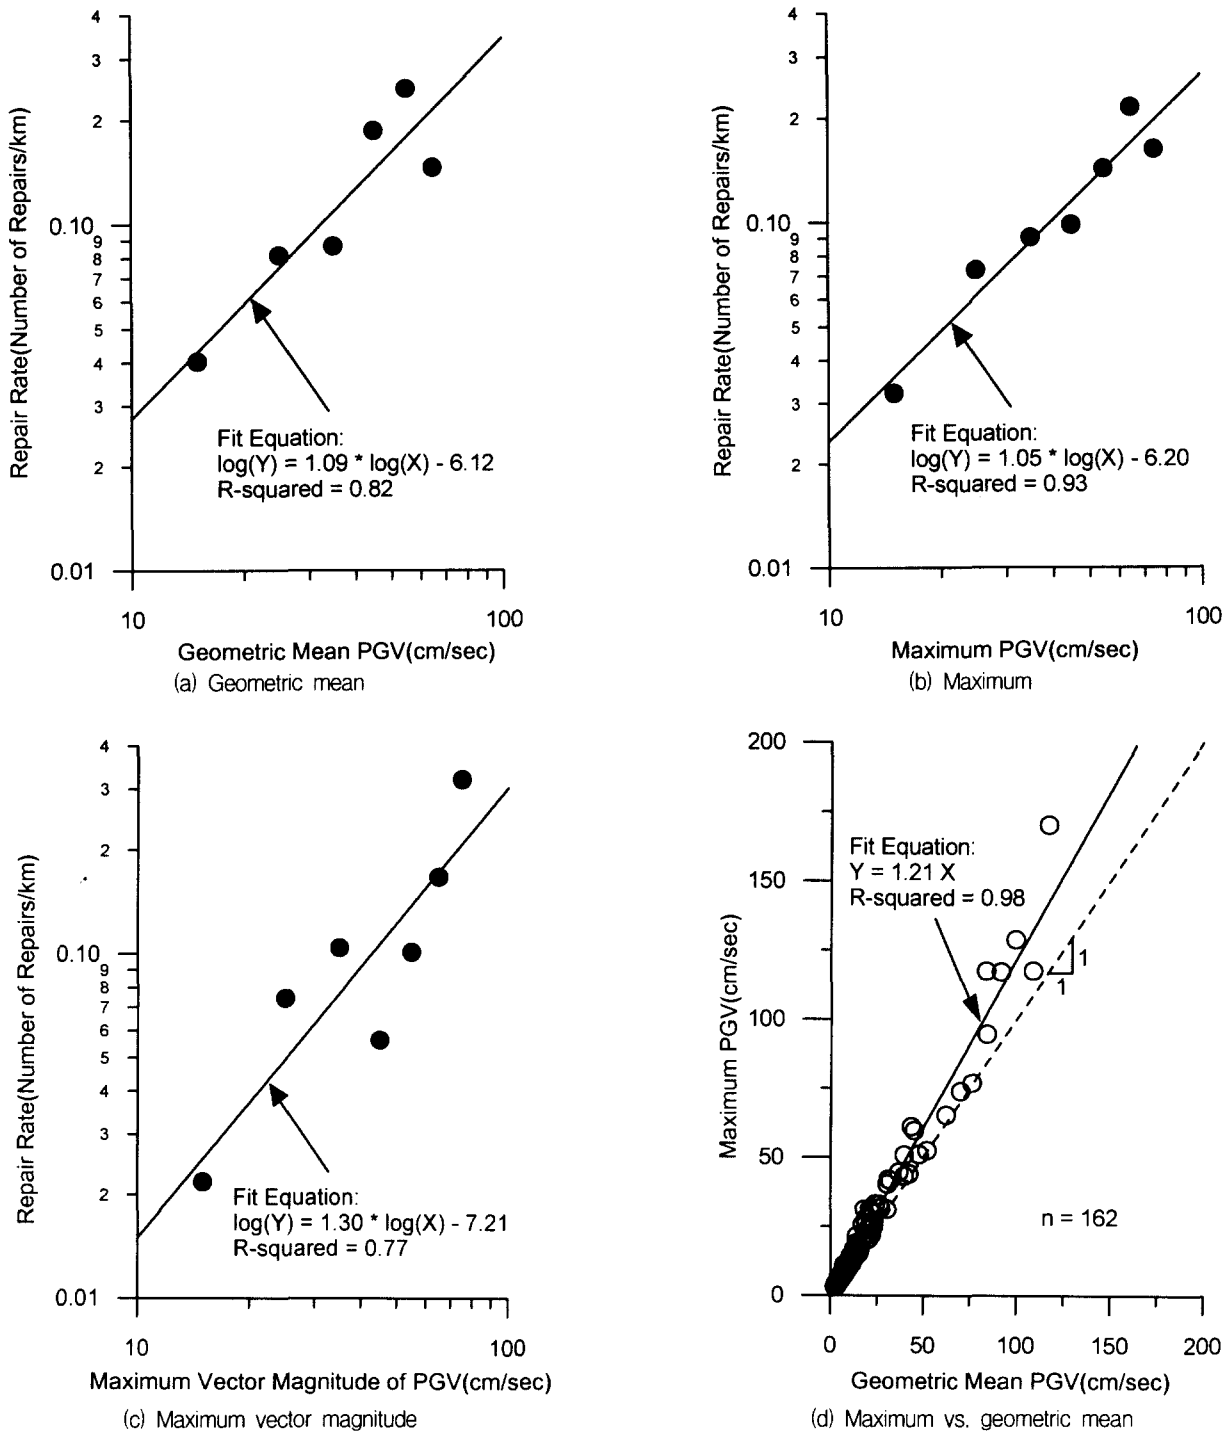 4
3
2
0.10
9
8
7
6
5
4
3
2
0.01
10
100
Repair Rate(Number of Repairs/km)
Fit Equation:
log(Y) = 1.09 * log(X) - 6.12
R-squared = 0.82
Geometric Mean PGV(cm/sec)
(a) Geometric mean
4
3
2
0.10
9
8
7
6
5
4
3
2
0.01
10
100
Repair Rate(Number of Repairs/km)
Fit Equation:
log(Y) = 1.05 * log(X) - 6.20
R-squared = 0.93
Maximum PGV(cm/sec)
(b) Maximum
4
3
2
0.10
9
8
7
6
5
4
3
2
0.01
10
100
Repair Rate(Number of Repairs/km)
Fit Equation:
log(Y) = 1.30 * log(X) - 7.21
R-squared = 0.77
Maximum Vector Magnitude of PGV(cm/sec)
(c) Maximum vector magnitude
200
150
100
50
0
Maximum PGV(cm/sec)
Fit Equation:
Y = 1.21 X
R-squared = 0.98
1
1
n = 162
0
50
100
150
200
Geometric Mean PGV(cm/sec)
(d) Maximum vs. geometric mean